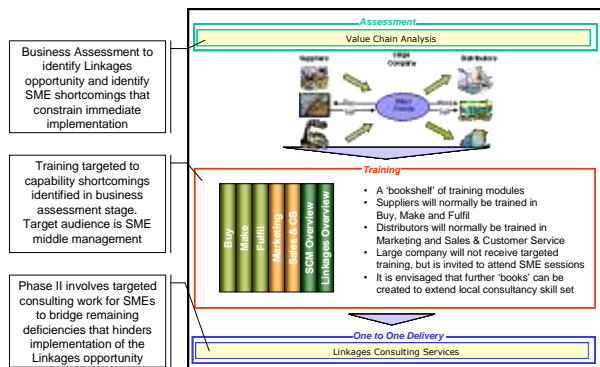 Assessment
Value Chain Analysis
Business Assessment to
identify Linkages
opportunity and identify
SME shortcomings that
constrain immediate
implementation
Suppliers
Large
Company
Distributors
Training targeted to
capability shortcomings
identified in business
assessment stage.
Target audience is SME
middle management
Training
Buy
Make
Fulfil
Marketing
Sales & CS
SCM Overview
Linkages Overview
• A 'bookshelf' of training modules
• Suppliers will normally be trained in
Buy, Make and Fulfil
• Distributors will normally be trained in
Marketing and Sales & Customer Service
• Large company will not receive targeted
training, but is invited to attend SME sessions
• It is envisaged that further 'books' can be
created to extend local consultancy skill set
Phase II involves targeted
consulting work for SMEs
to bridge remaining
deficiencies that hinders
implementation of the
Linkages opportunity
One to One Delivery
Linkages Consulting Services